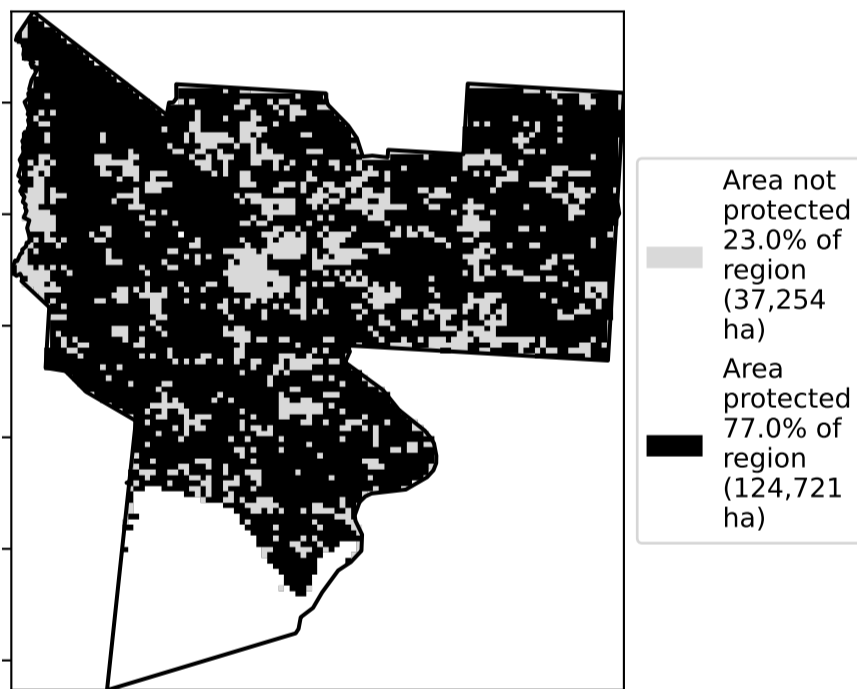 Area not
protected
23.0% of
region
(37,254
ha)
Area
protected
77.0% of
region
(124,721
ha)